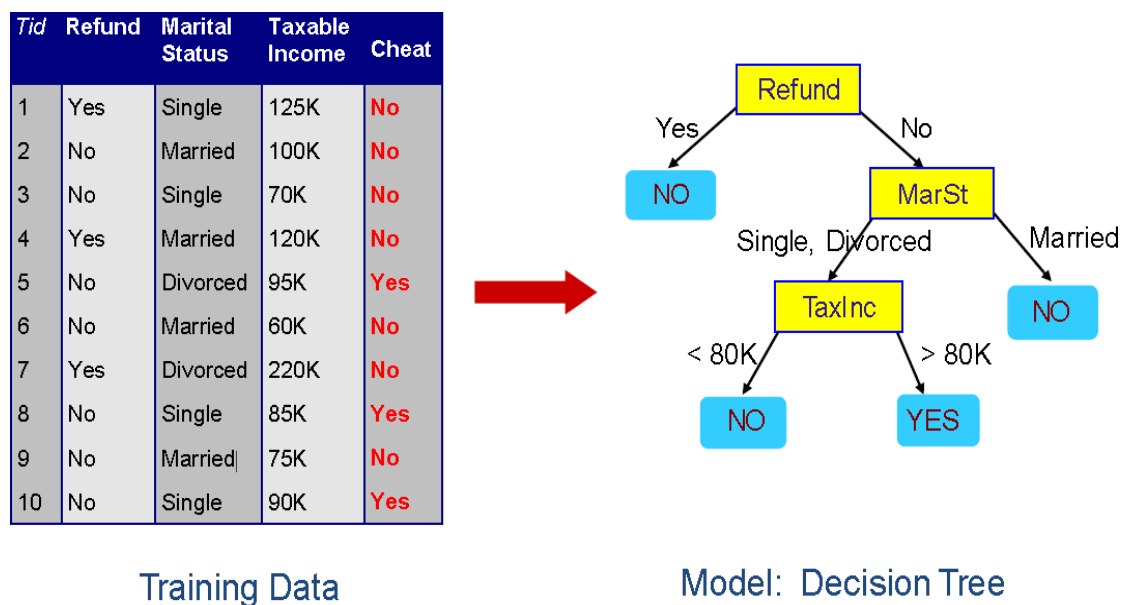 Tid Refund Marital Status Taxable Income Cheat
1 Yes Single 125K No
2 No Married 100K No
3 No Single 70K No
4 Yes Married 120K No
5 No Divorced 95K Yes
6 No Married 60K No
7 Yes Divorced 220K No
8 No Single 85K Yes
9 No Married 75K No
10 No Single 90K Yes
Training Data
Refund
Yes No
NO MarSt
Single, Divorced Married
TaxInc NO
< 80K > 80K
NO YES
Model: Decision Tree